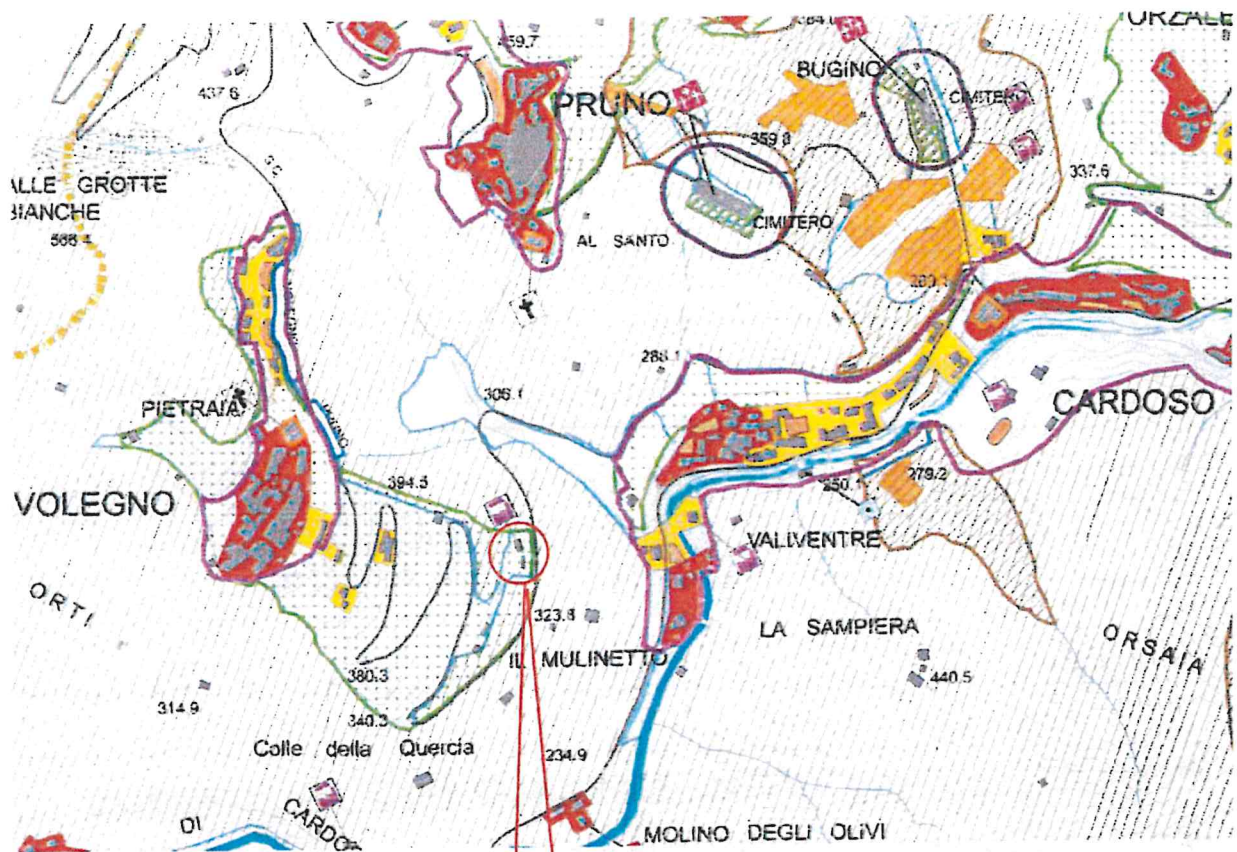 384.
459.7
BUGINO
437.6
PRUNO
CIMITERO
359.8
ALLE GROTTE
337.6
BIANCHE
CIMITERO
566.4
AL SANTO
288.1
306.1
PIETRAIA
CARDOSO
394.5
250.1
279.2
VOLEGNO
VALIVENTRE
ORTI
323.8
LA SAMPIERA
ORSAIA
IL MULINETTO
380.3
440.5
314.9
340.3
Colle della Quercia
234.9
DI
MOLINO DEGLI OLIVI